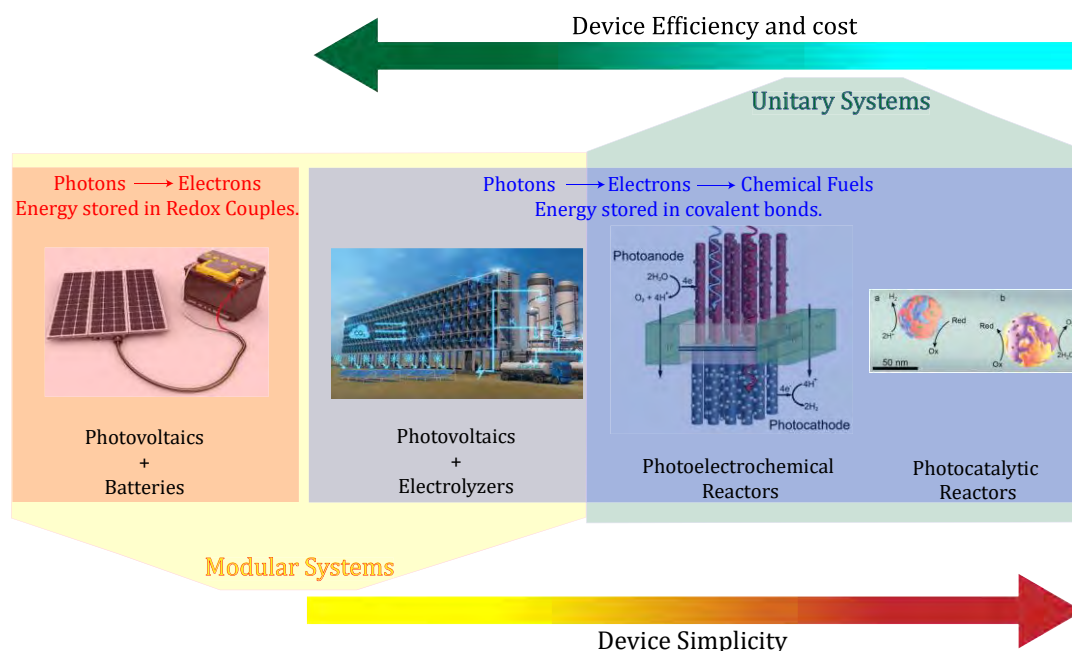 Device Efficiency and cost
Unitary Systems
Photons → Electrons
Energy stored in Redox Couples.
Photons → Electrons → Chemical Fuels
Energy stored in covalent bonds.
Photoanode
2H₂O
4e⁻
O₂ + 4H⁺
4H⁺
4e⁻
2H₂
Photocathode
a
H₂
2H⁺
Red
Ox
50 nm
b
Red
Ox
2H₂O
CO₂
Photovoltaics
+
Batteries
Photovoltaics
+
Electrolyzers
Photoelectrochemical
Reactors
Photocatalytic
Reactors
Modular Systems
Device Simplicity